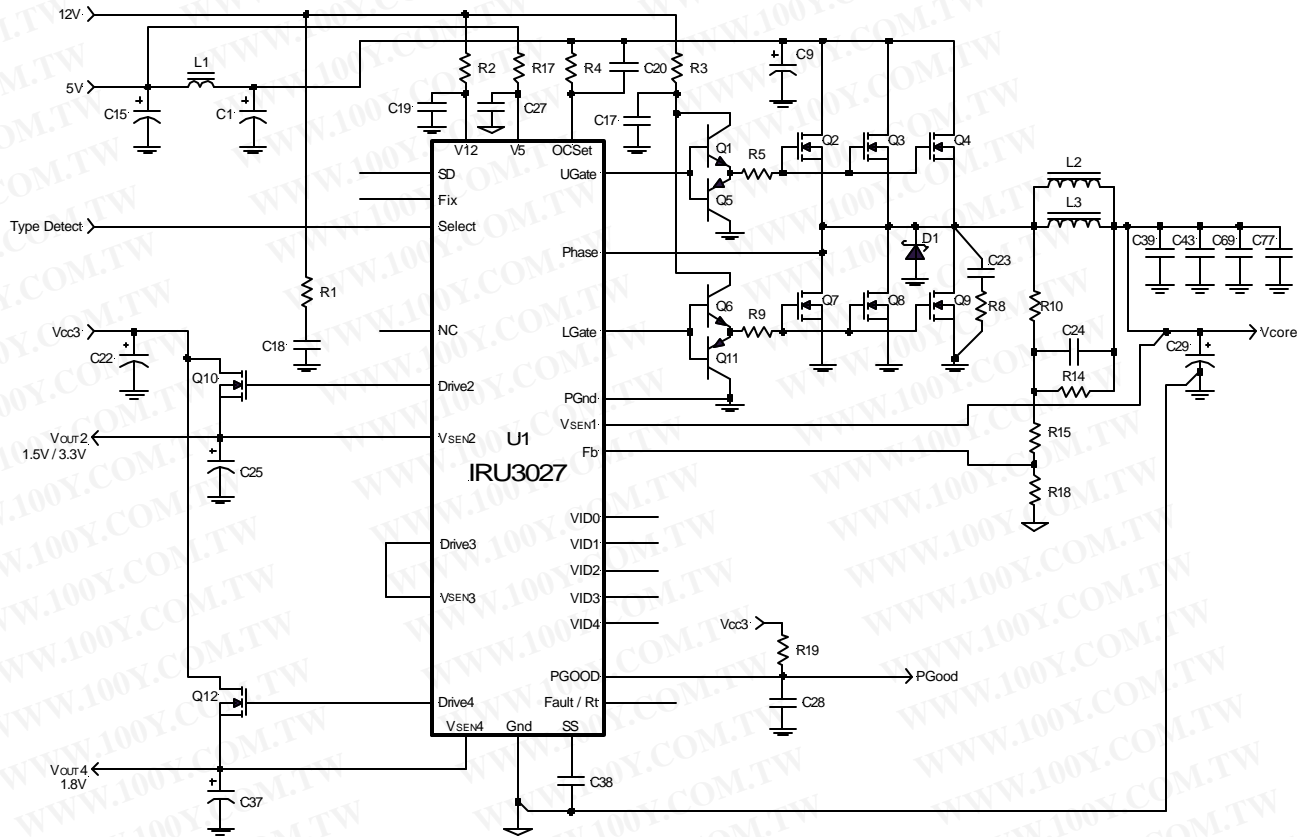 12V
5V
L1
C15
C1
R2
R17
R4
C20
R3
C9
C19
C27
C17
V12
V5
OCSet
SD
Fix
Type Detect
Select
UGate
Q1
Q5
R5
Q2
Q3
Q4
L2
L3
Phase
D1
C23
R8
C39
C43
C69
C77
R1
Vcc3
C22
C18
NC
LGate
Q6
Q11
R9
Q7
Q8
Q9
R10
C24
R14
C29
Vcore
Q10
Drive2
PGnd
VOUT2
1.5V / 3.3V
VSEN2
C25
U1
IRU3027
VSEN1
Fb
R15
R18
Drive3
VSEN3
VID0
VID1
VID2
VID3
VID4
Vcc3
R19
Q12
Drive4
PGOOD
PGood
Fault / Rt
C28
VSEN4
Gnd
SS
VOUT4
1.8V
C37
C38
WWW.100Y.COM.TW